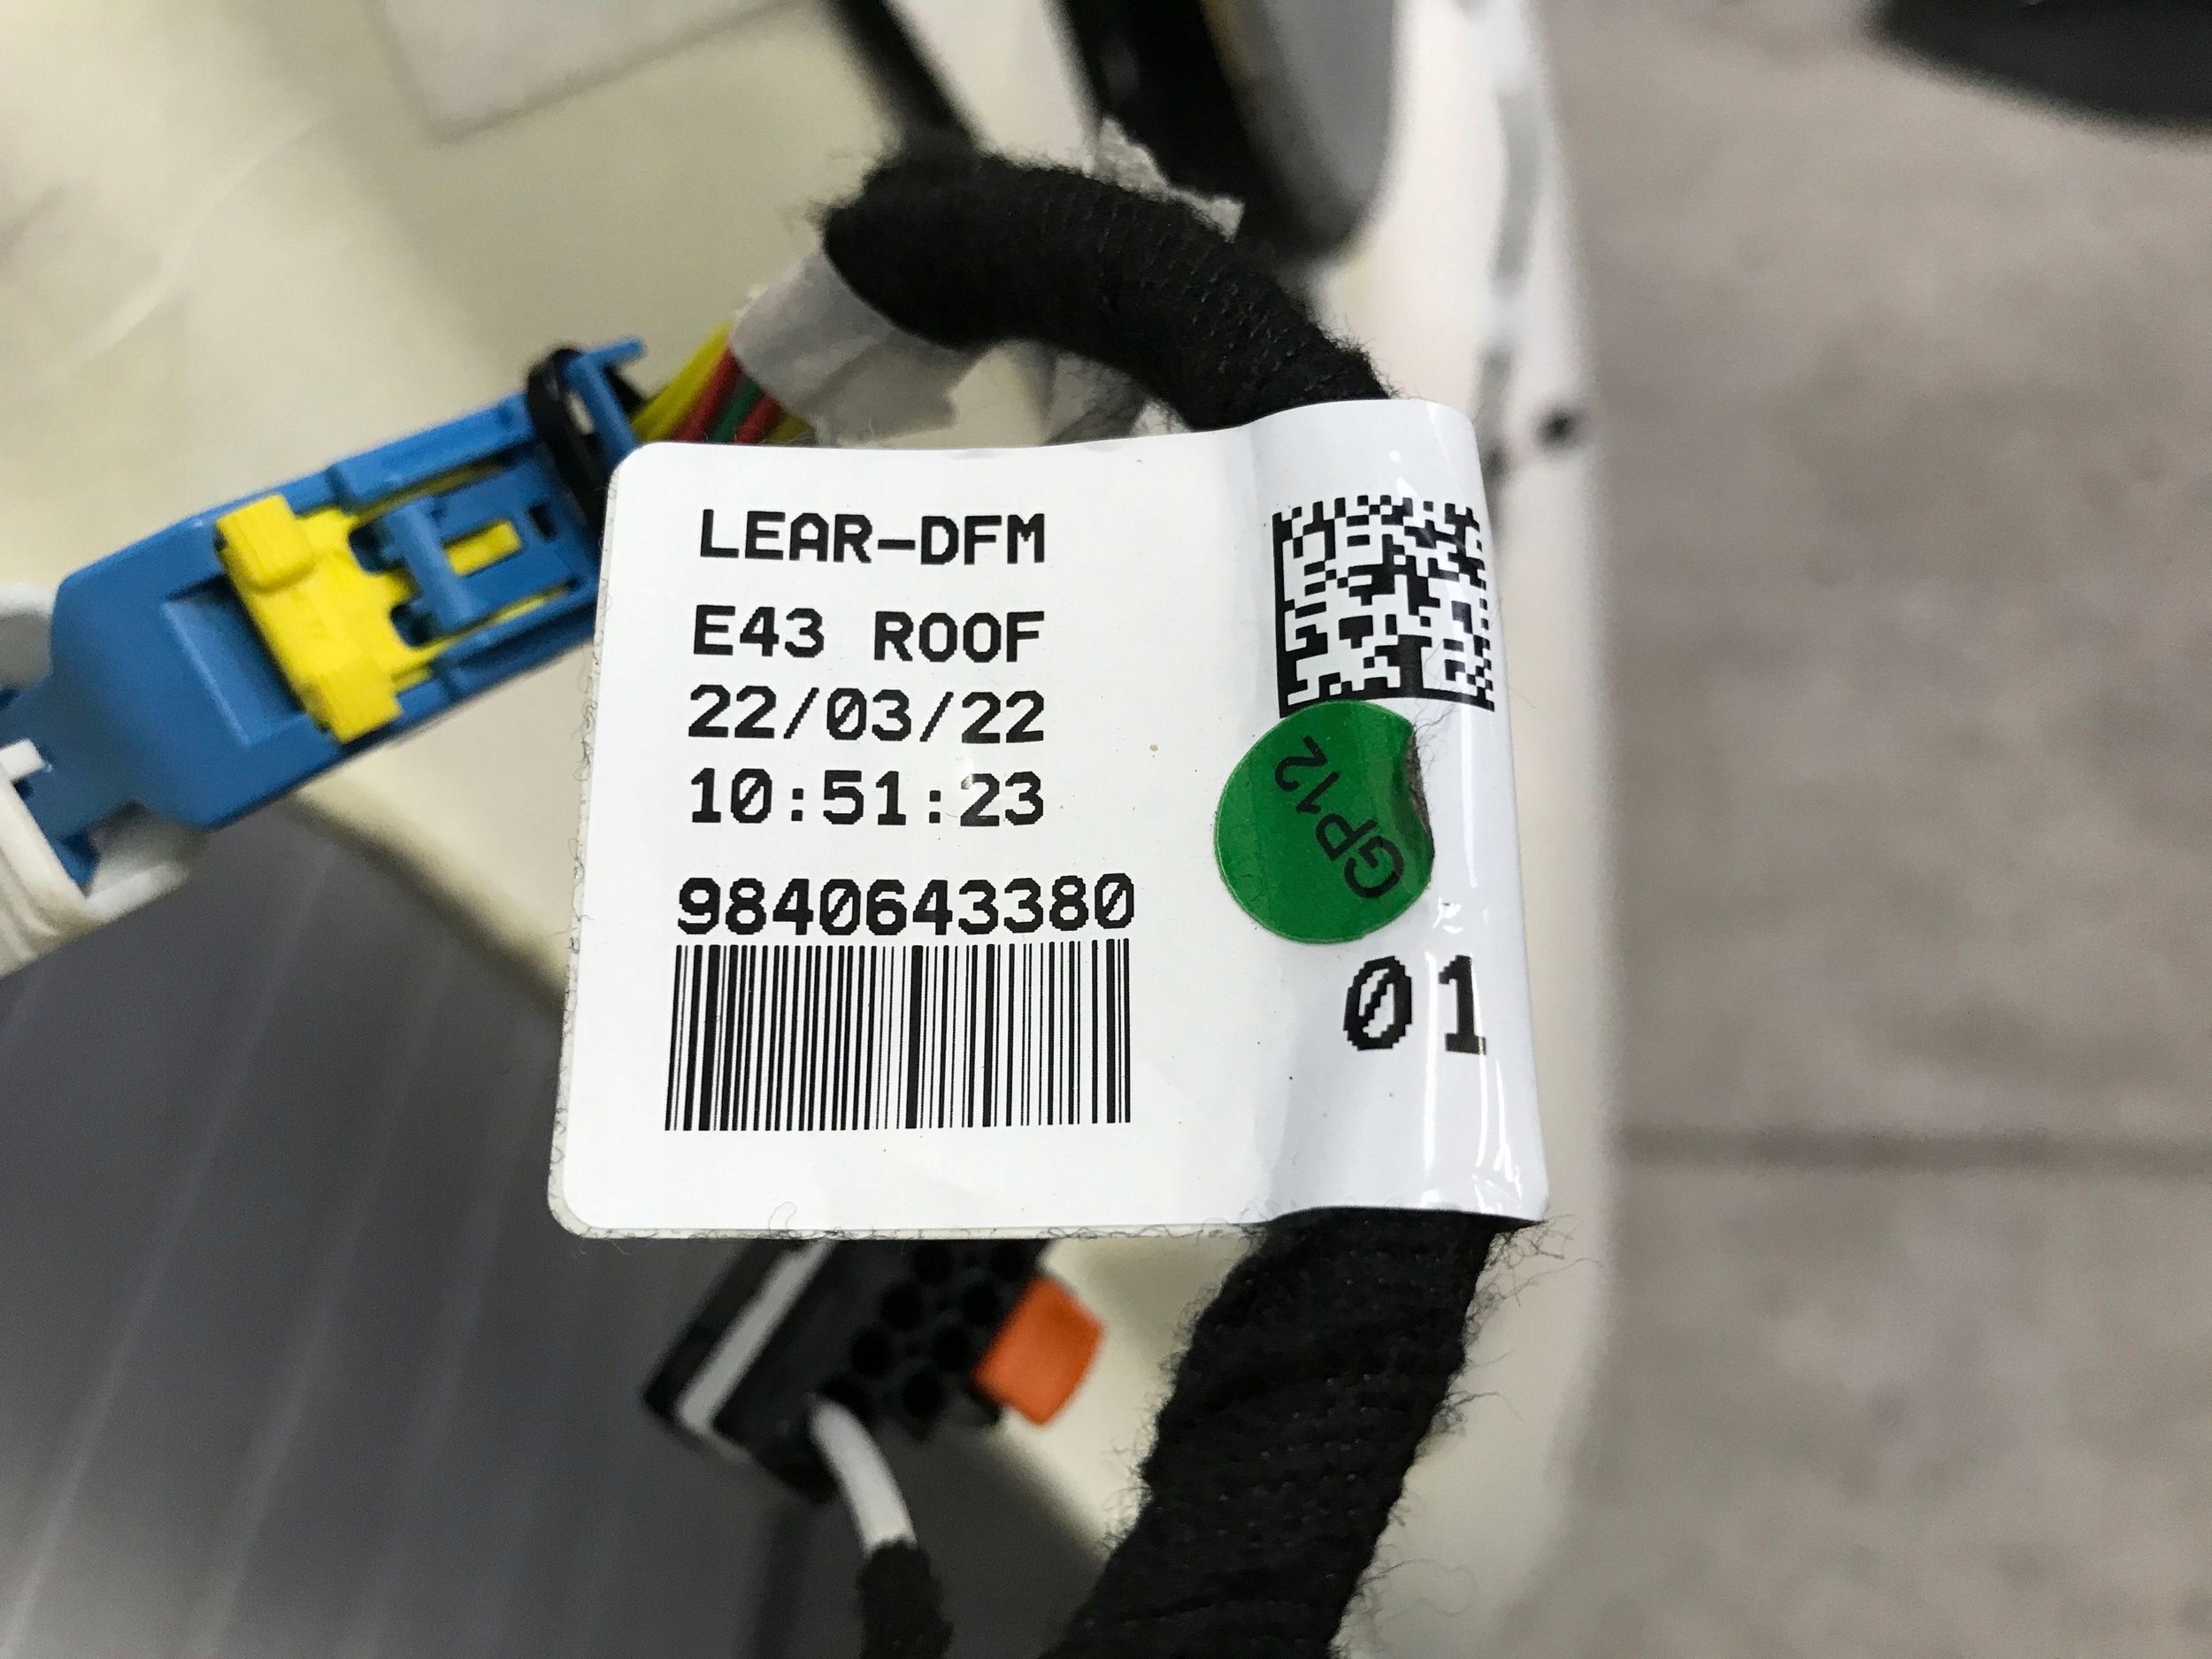 LEAR-DFM
E43 ROOF
22/03/22
10:51:23
9840643380
GP12
01